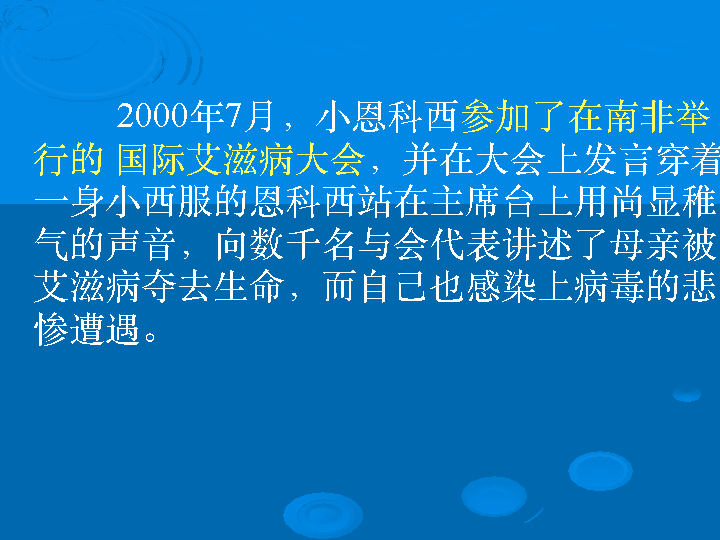 2000年7月，小恩科西参加了在南非举
行的 国际艾滋病大会，并在大会上发言穿着
一身小西服的恩科西站在主席台上用尚显稚
气的声音，向数千名与会代表讲述了母亲被
艾滋病夺去生命，而自己也感染上病毒的悲
惨遭遇。